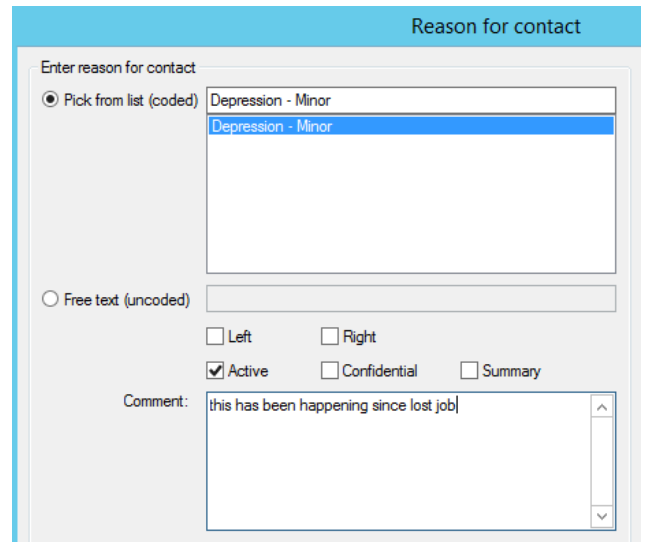 Reason for contact
Enter reason for contact
Pick from list (coded) Depression - Minor
Depression - Minor
Free text (uncoded)
Left Right
Active Confidential Summary
Comment: this has been happening since lost job